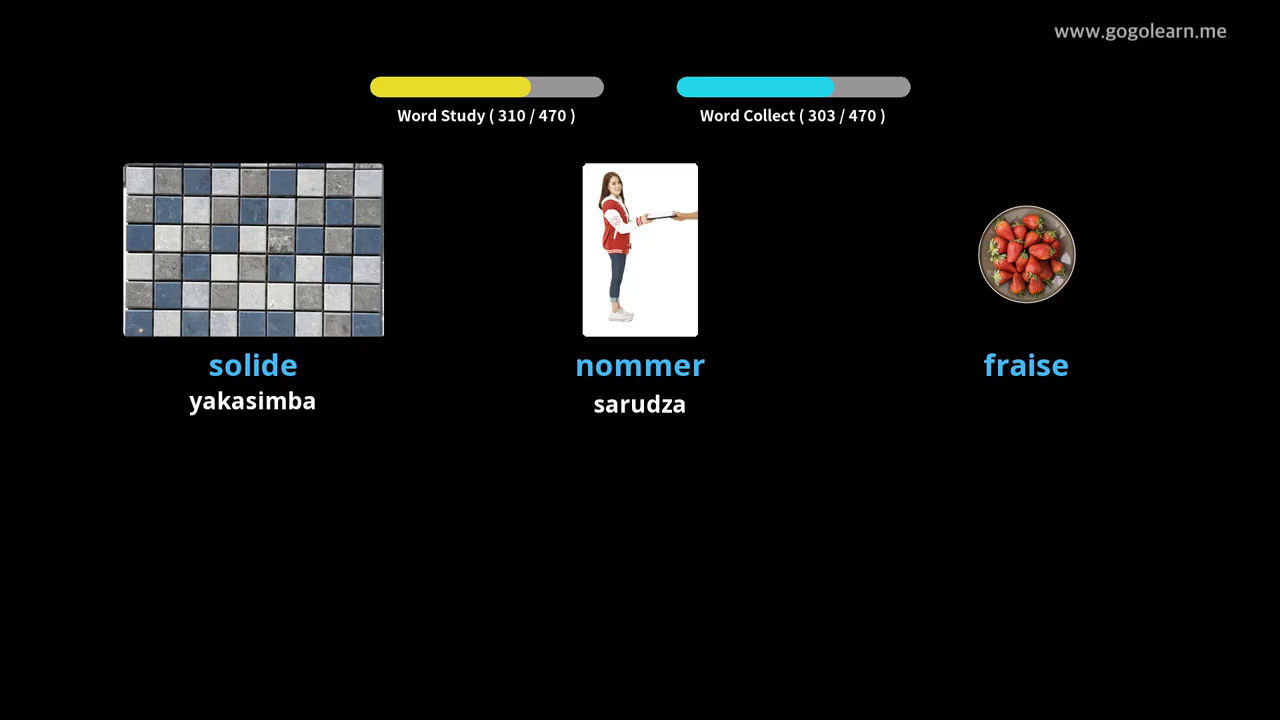 www.gogolearn.me
Word Study ( 310 / 470 )
Word Collect ( 303 / 470 )
solide
yakasimba
nommer
sarudza
fraise